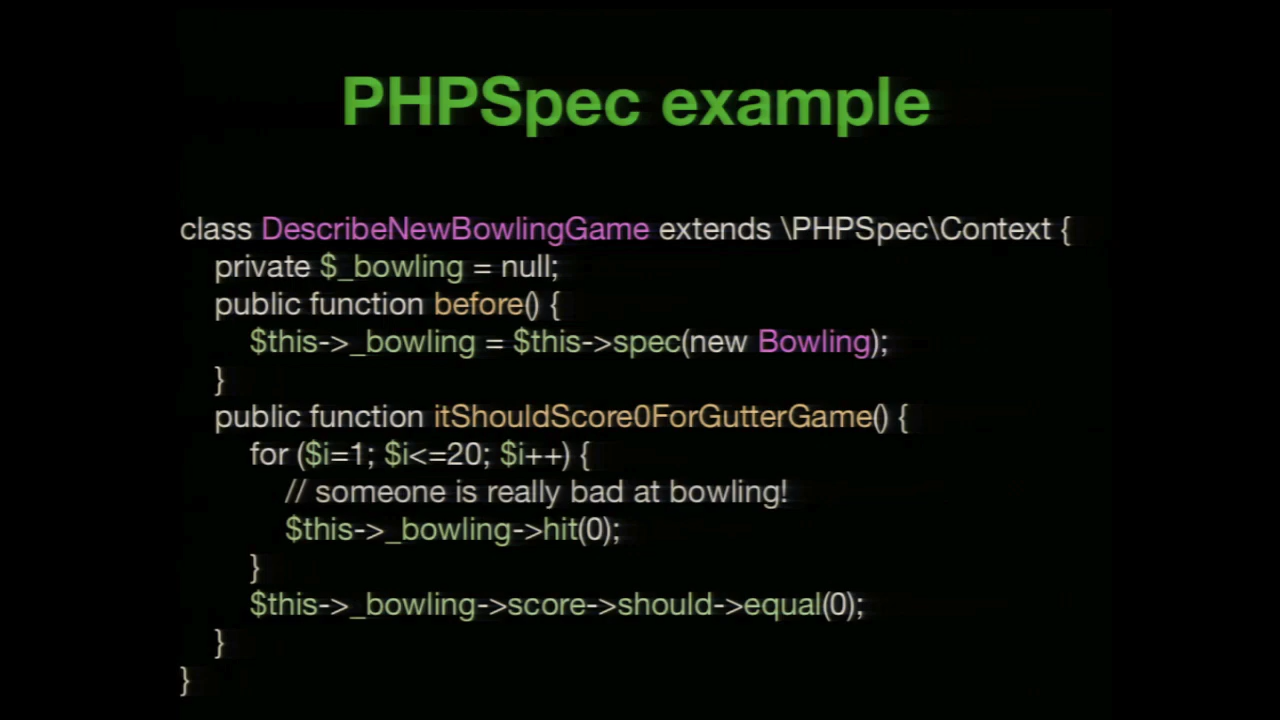 PHPSpec example
class DescribeNewBowlingGame extends \PHPSpec\Context {
private $_bowling = null;
public function before() {
$this->_bowling = $this->spec(new Bowling);
}
public function itShouldScore0ForGutterGame() {
for ($i=1; $i<=20; $i++) {
// someone is really bad at bowling!
$this->_bowling->hit(0);
}
$this->_bowling->score->should->equal(0);
}
}